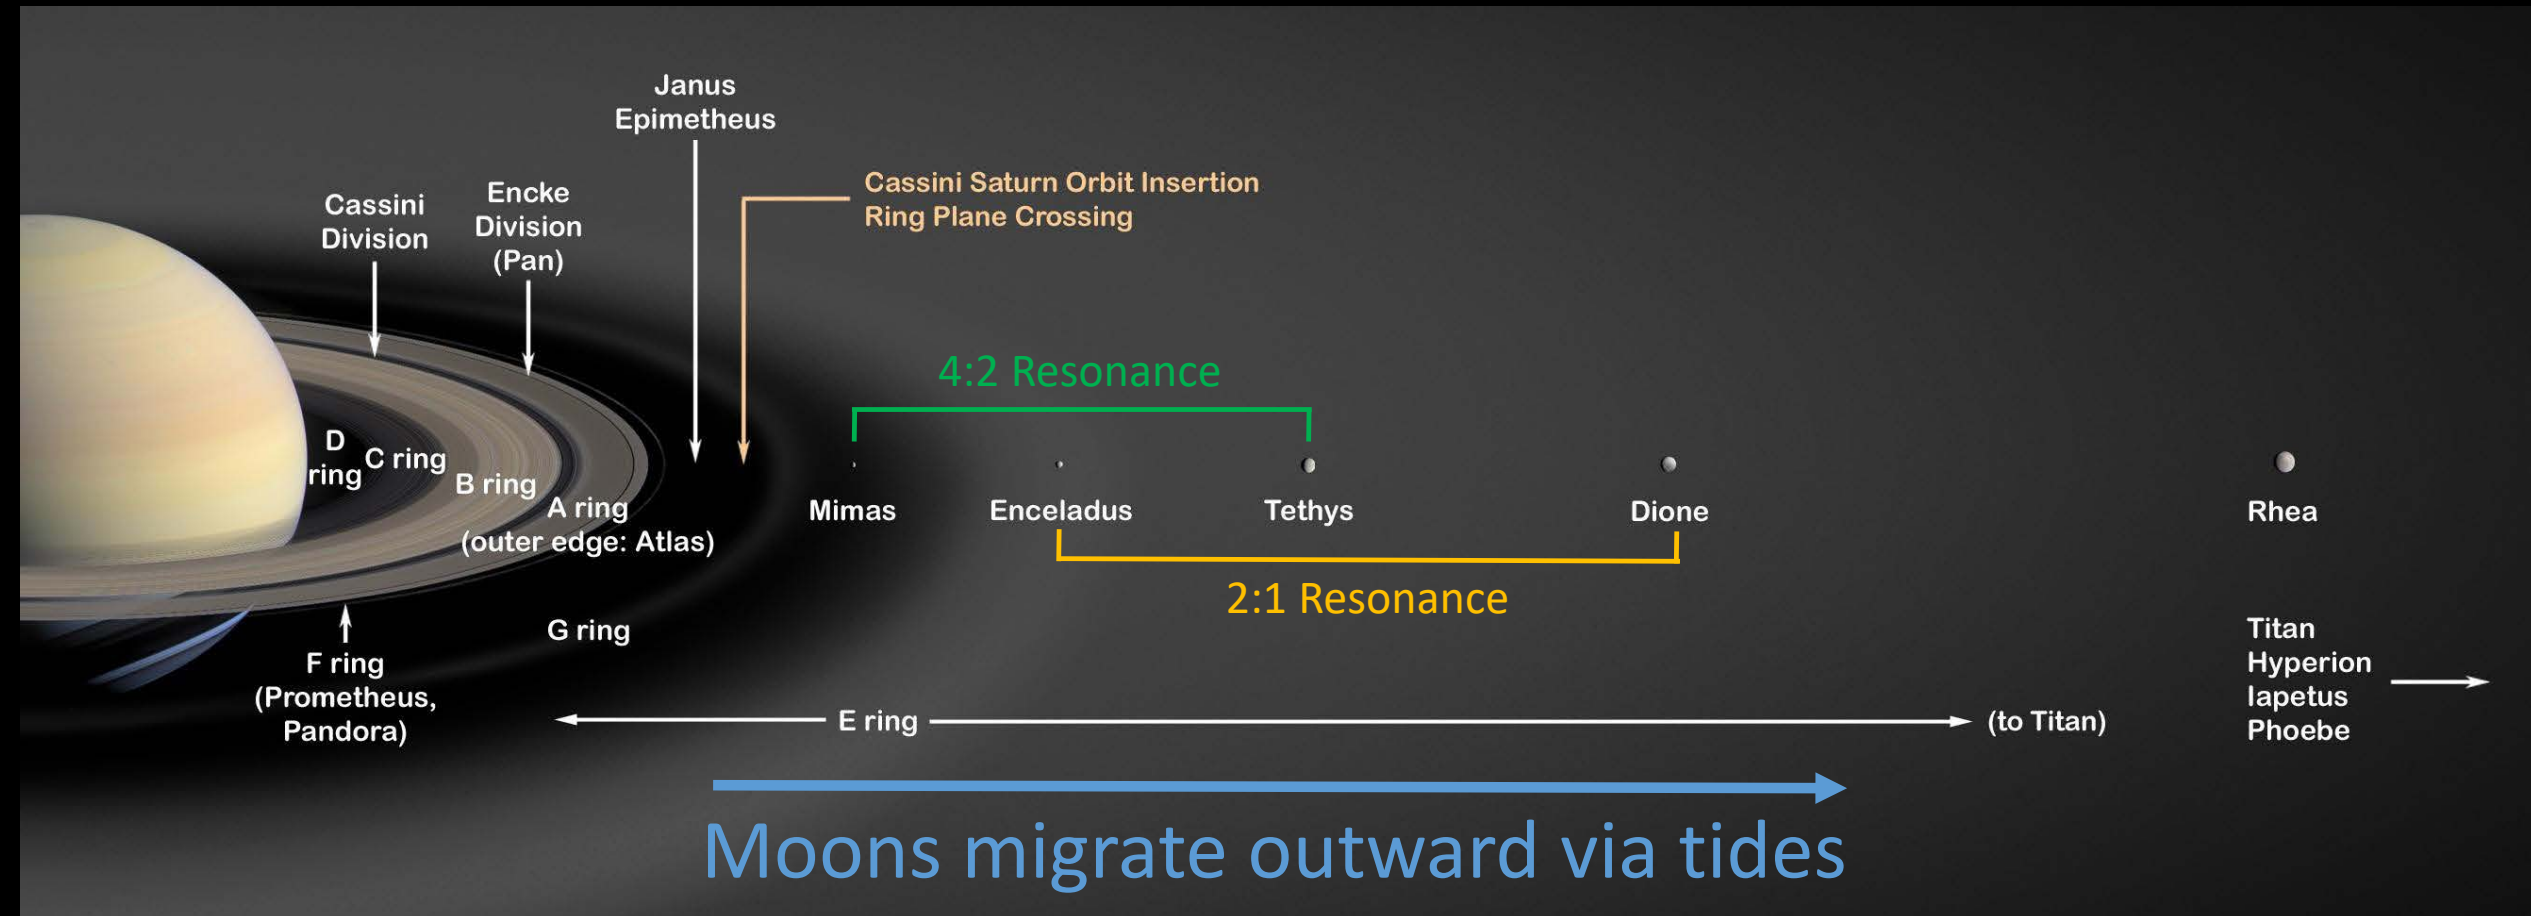 Janus
Epimetheus
Cassini Saturn Orbit Insertion
Ring Plane Crossing
Cassini
Division
Encke
Division
(Pan)
4:2 Resonance
D
ring
C ring
B ring
A ring
(outer edge: Atlas)
Mimas
Enceladus
Tethys
Dione
Rhea
2:1 Resonance
G ring
F ring
(Prometheus,
Pandora)
Titan
Hyperion
Iapetus
Phoebe
E ring
(to Titan)
Moons migrate outward via tides